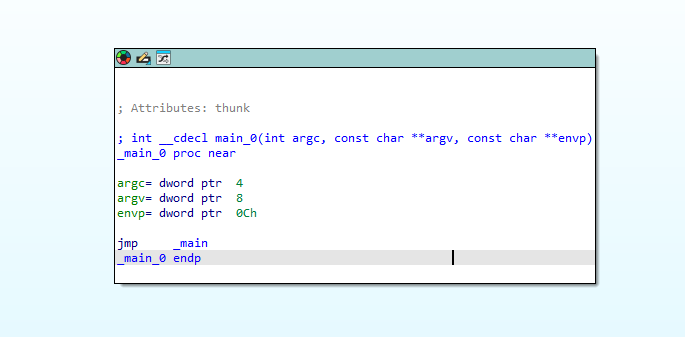 ; Attributes: thunk
; int __cdecl main_0(int argc, const char **argv, const char **envp)
_main_0 proc near
argc= dword ptr  4
argv= dword ptr  8
envp= dword ptr  0Ch
jmp     _main
_main_0 endp